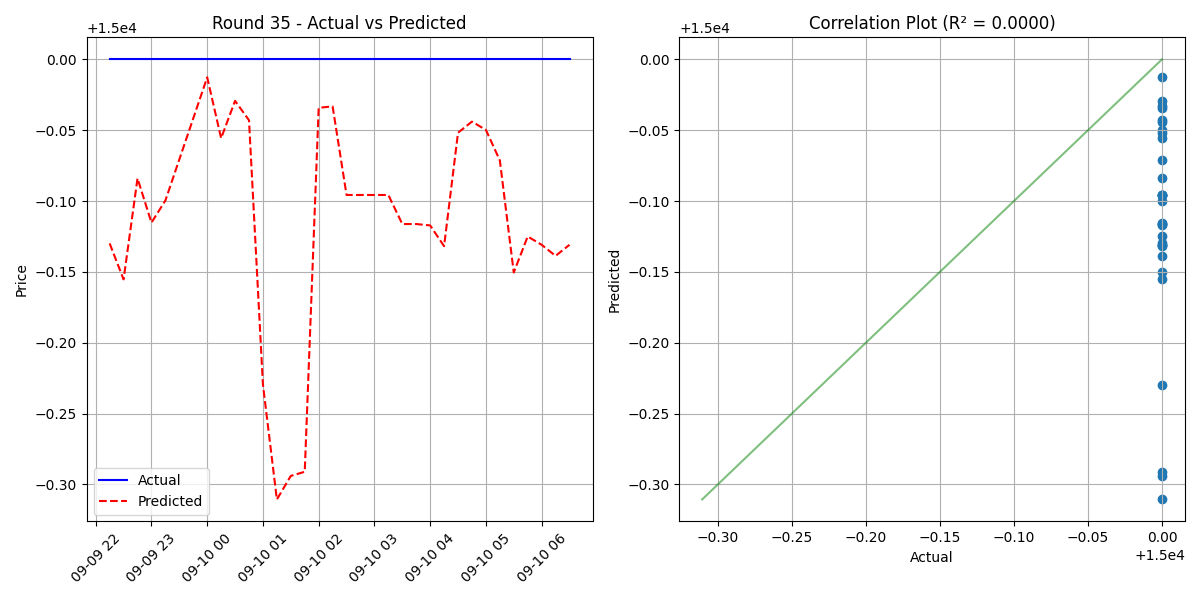 Round 35 - Actual vs Predicted
+1.5e4
0.00
−0.05
−0.10
−0.15
−0.20
−0.25
−0.30
Price
Actual
Predicted
09-09 22
09-09 23
09-10 00
09-10 01
09-10 02
09-10 03
09-10 04
09-10 05
09-10 06
Correlation Plot (R² = 0.0000)
+1.5e4
0.00
−0.05
−0.10
−0.15
−0.20
−0.25
−0.30
Predicted
−0.30 −0.25 −0.20 −0.15 −0.10 −0.05 0.00
+1.5e4
Actual